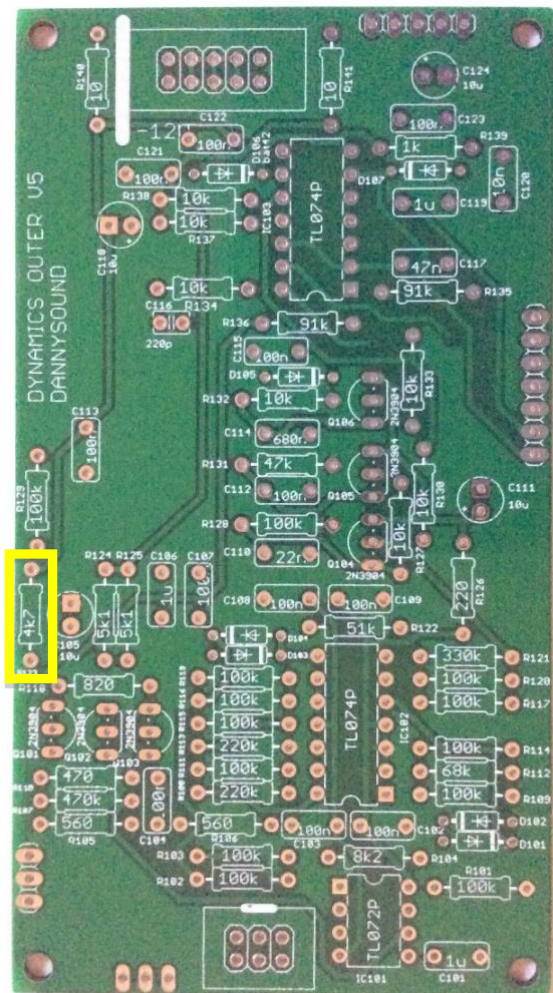 R140
10
10
R141
C124
10u
-12V
C122
100n
C123
100n
C121
100n
D106
bat42
R139
1k
D107
C120
10n
R138
10k
10k
R137
IC103
TL074P
1u
C119
C118
10u
47n
C117
10k
R134
91k
R135
C116
220p
R136
91k
DYNAMICS OUTER V5
DANNYSOUND
C115
100n
D105
R133
10k
R132
10k
Q106
2N3904
C113
100n
C114
680n
R131
47k
2N3904
R129
100k
C112
100n
Q105
R130
10k
C111
10u
R128
100k
10k
R127
C110
22n
Q104
2N3904
R126
220
4k7
R124
R125
C106
C107
5k1
5k1
1u
C105
10u
C108
100n
100n
C109
51k
R122
D104
D103
R118
820
330k
R121
100k
R120
100k
R117
100k
100k
100k
220k
100k
220k
TL074P
IC102
2N3904
2N3904
2N3904
Q101
Q102
Q103
470
470k
560
R105
R107
C104
560
R106
100n
C103
100n
C102
100k
R114
68k
R112
100k
R109
D102
D101
R103
100k
R102
100k
8k2
R104
R101
100k
TL072P
IC101
1u
C101